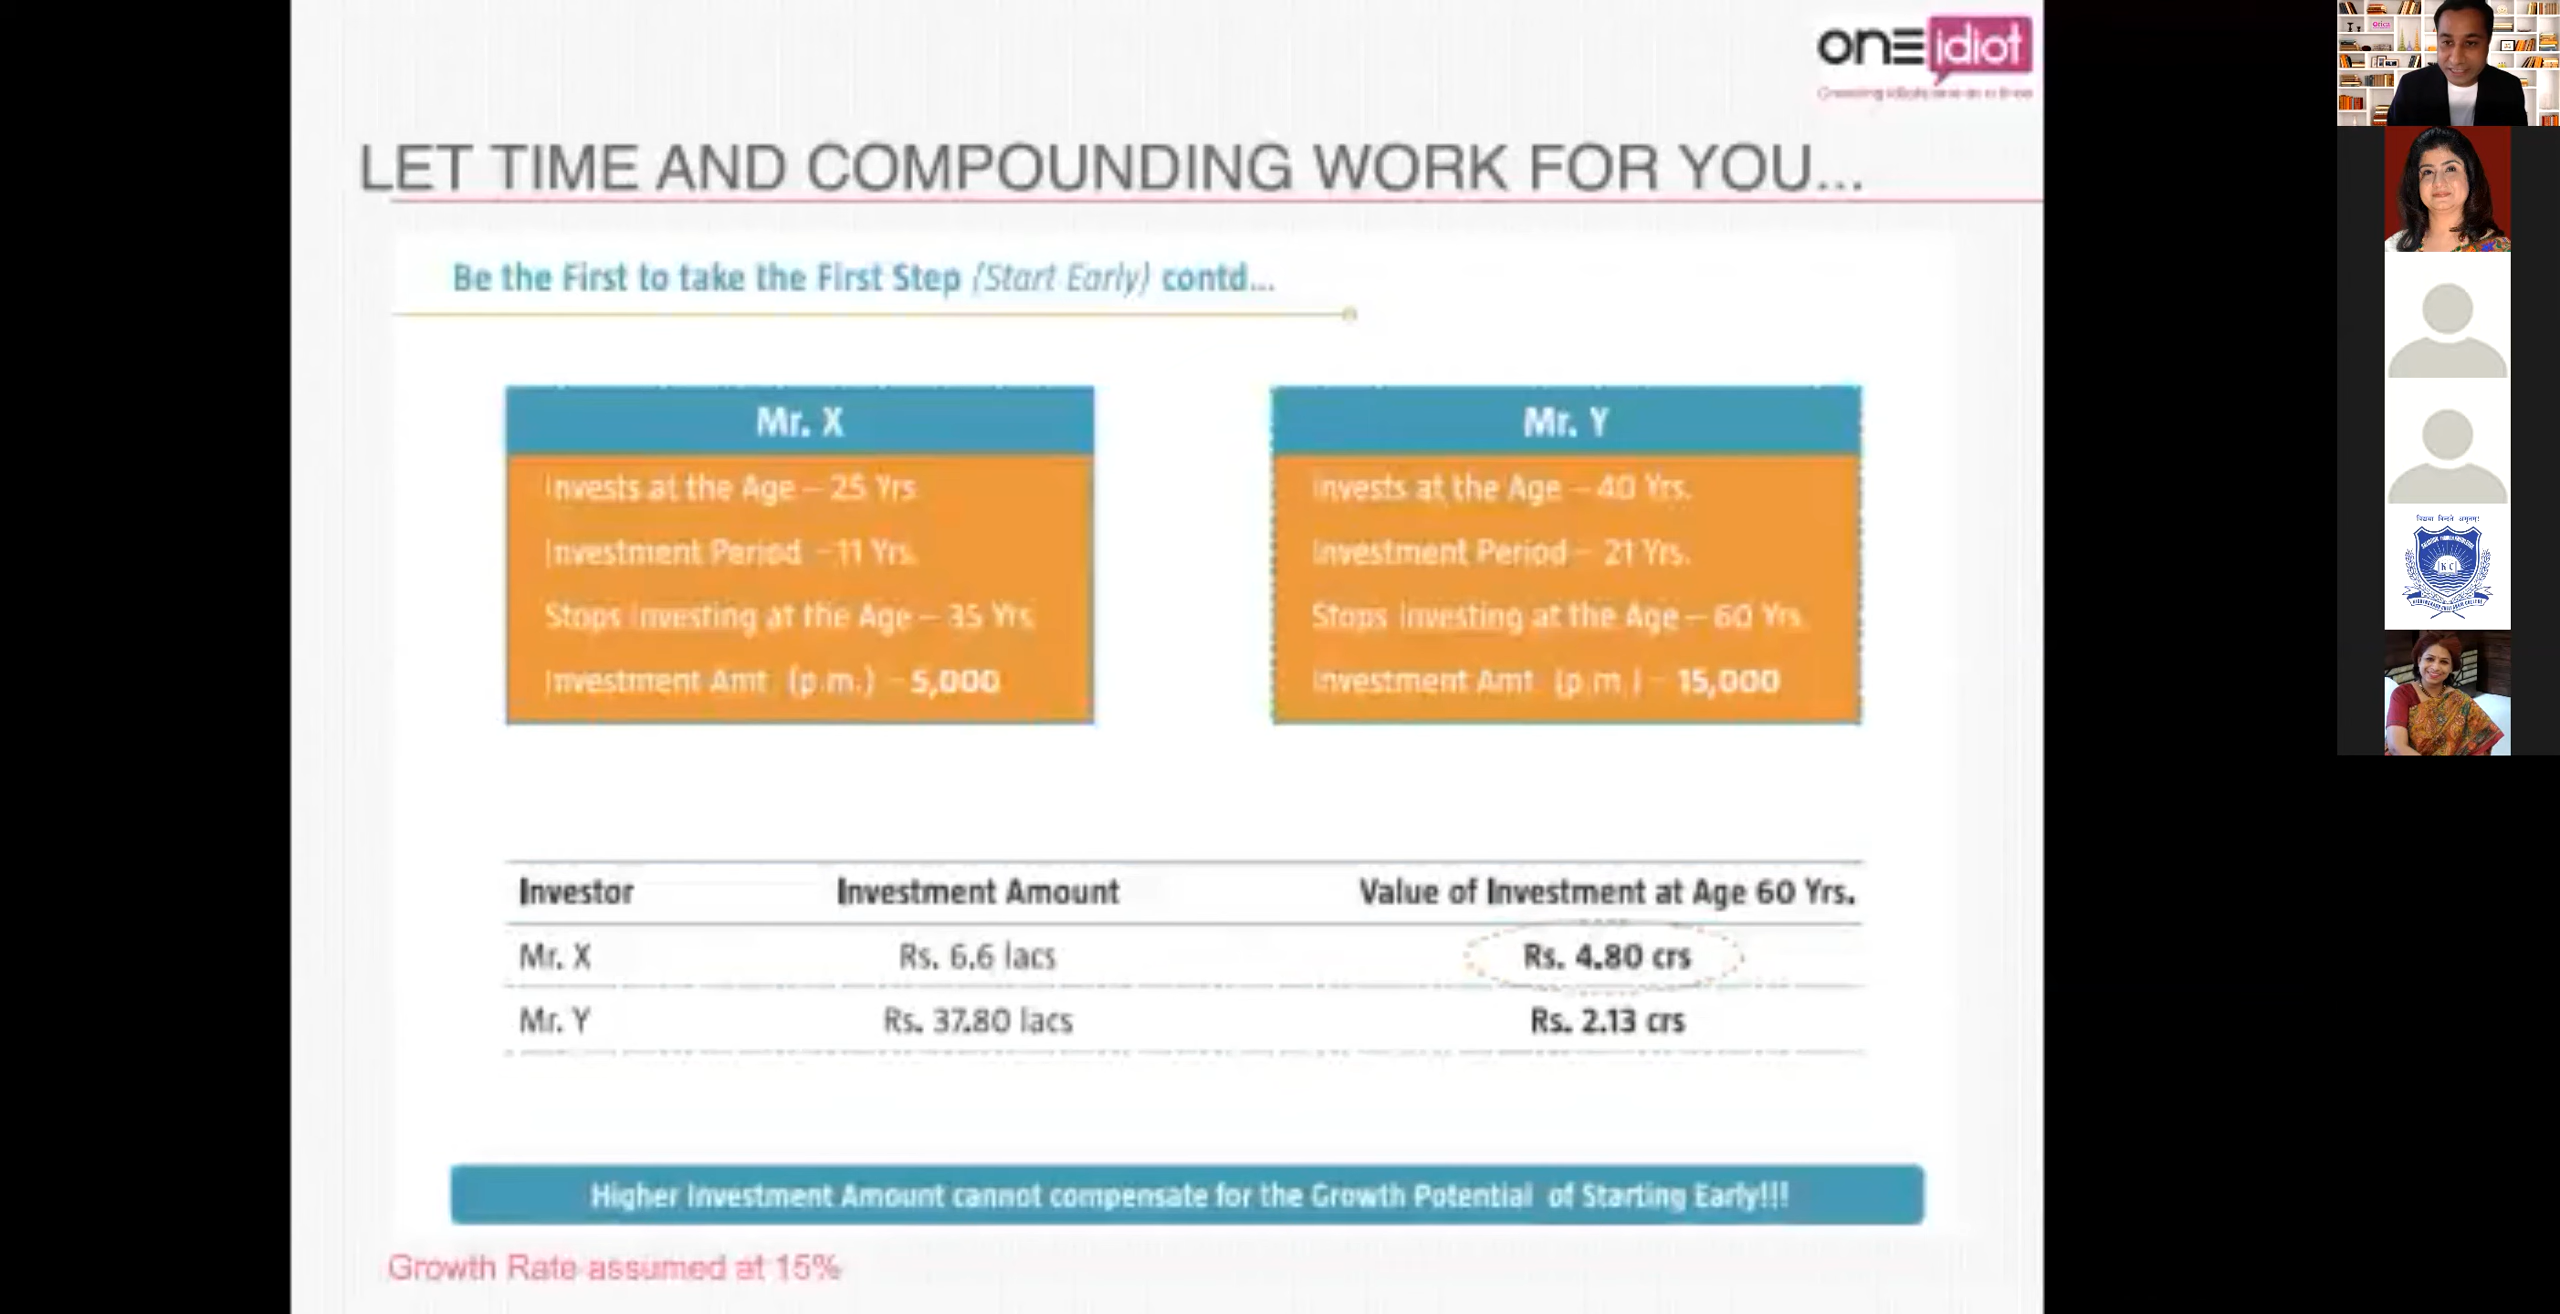 one idiot
LET TIME AND COMPOUNDING WORK FOR YOU...
Be the First to take the First Step (Start Early) contd...
Mr. X
Invests at the Age – 25 Yrs
Investment Period – 11 Yrs.
Stops Investing at the Age – 35 Yrs
Investment Amt (p.m.) – 5,000
Mr. Y
Invests at the Age – 40 Yrs.
Investment Period – 21 Yrs.
Stops Investing at the Age – 60 Yrs
Investment Amt (p.m.) – 15,000
Investor Investment Amount Value of Investment at Age 60 Yrs.
Mr. X Rs. 6.6 lacs Rs. 4.80 crs
Mr. Y Rs. 37.80 lacs Rs. 2.13 crs
Higher Investment Amount cannot compensate for the Growth Potential of Starting Early!!!
Growth Rate assumed at 15%
KC